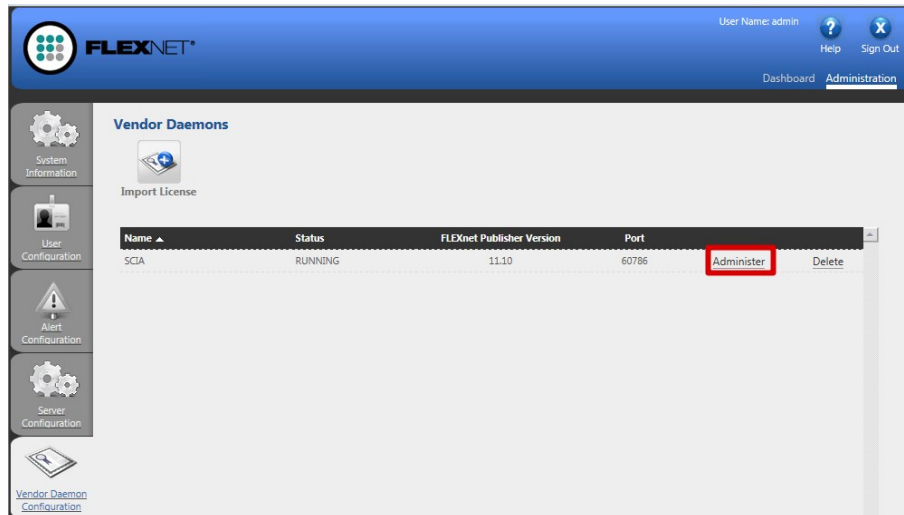 User Name: admin
FLEXNET®
Help
Sign Out
Dashboard
Administration
System
Information
User
Configuration
Alert
Configuration
Server
Configuration
Vendor Daemon
Configuration
Vendor Daemons
Import License
Name Status FLEXnet Publisher Version Port
SCIA RUNNING 11.10 60786 Administer Delete